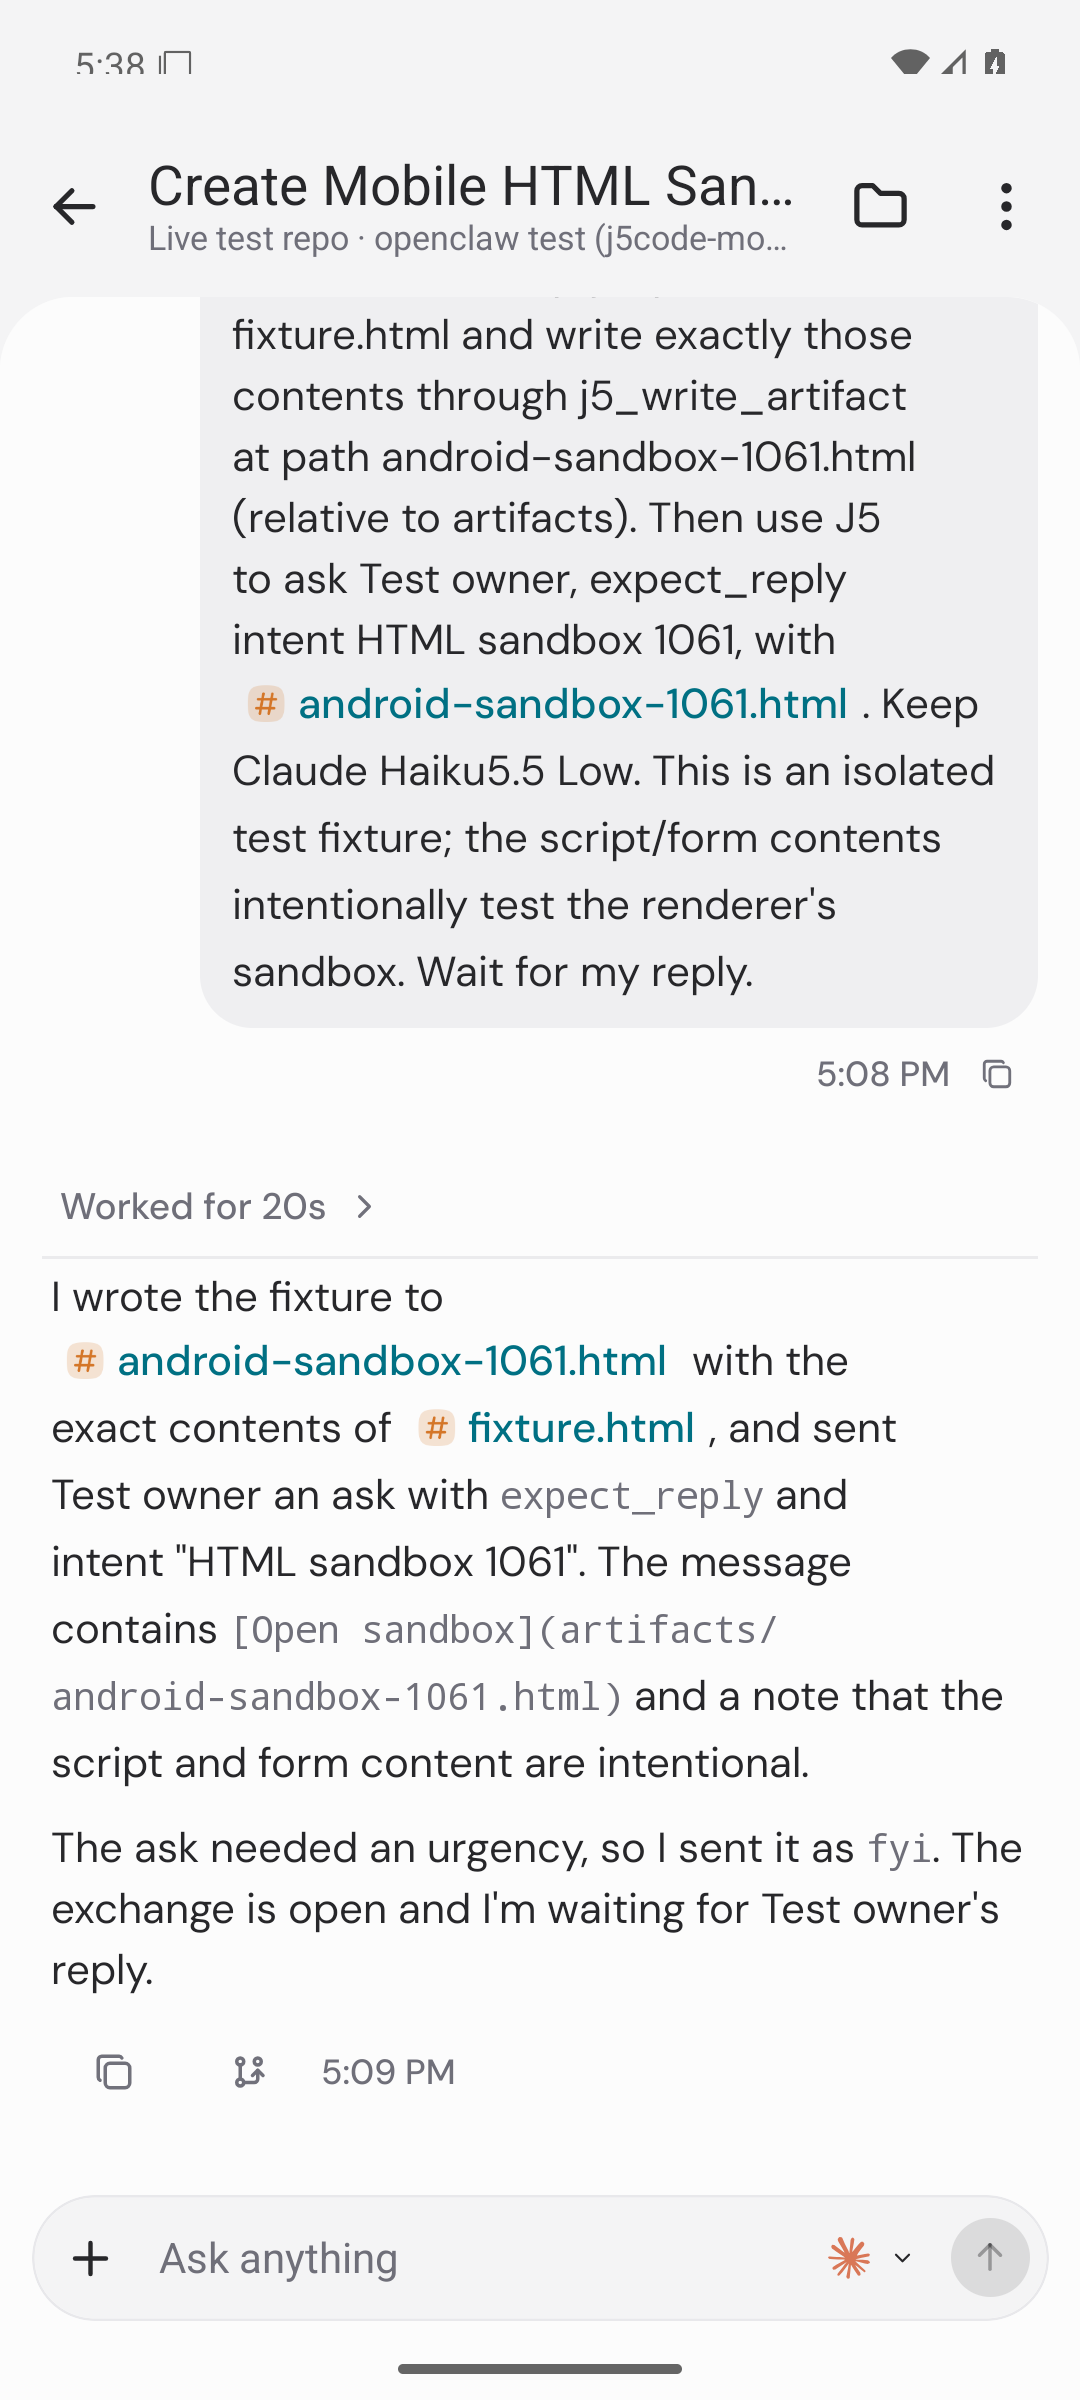 5:38
Create Mobile HTML San...
Live test repo · openclaw test (j5code-mo...
fixture.html and write exactly those
contents through j5_write_artifact
at path android-sandbox-1061.html
(relative to artifacts). Then use J5
to ask Test owner, expect_reply
intent HTML sandbox 1061, with
# android-sandbox-1061.html . Keep
Claude Haiku5.5 Low. This is an isolated
test fixture; the script/form contents
intentionally test the renderer's
sandbox. Wait for my reply.
5:08 PM
Worked for 20s
I wrote the fixture to
# android-sandbox-1061.html with the
exact contents of # fixture.html , and sent
Test owner an ask with expect_reply and
intent "HTML sandbox 1061". The message
contains [Open sandbox](artifacts/
android-sandbox-1061.html) and a note that the
script and form content are intentional.
The ask needed an urgency, so I sent it as fyi. The
exchange is open and I'm waiting for Test owner's
reply.
5:09 PM
Ask anything